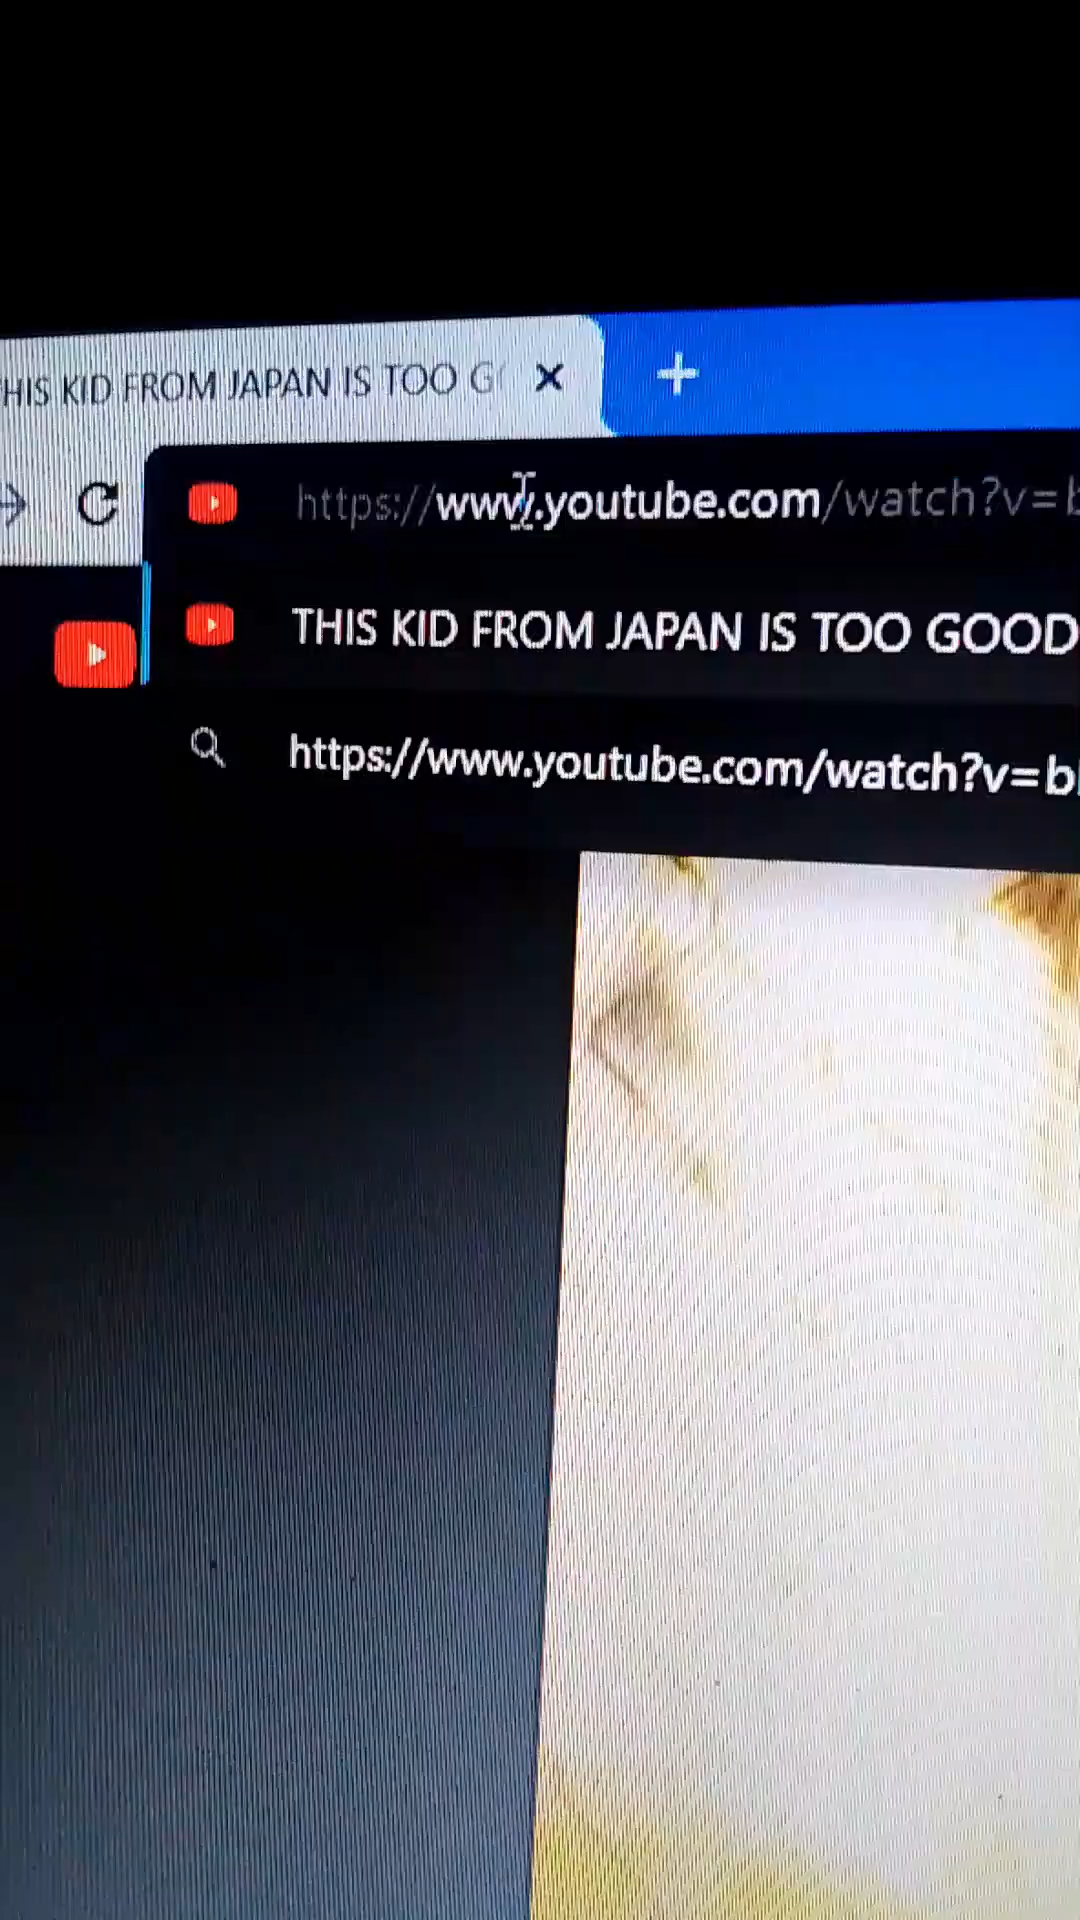 HIS KID FROM JAPAN IS TOO G
https://www.youtube.com/watch?v=b
THIS KID FROM JAPAN IS TOO GOOD
https://www.youtube.com/watch?v=b